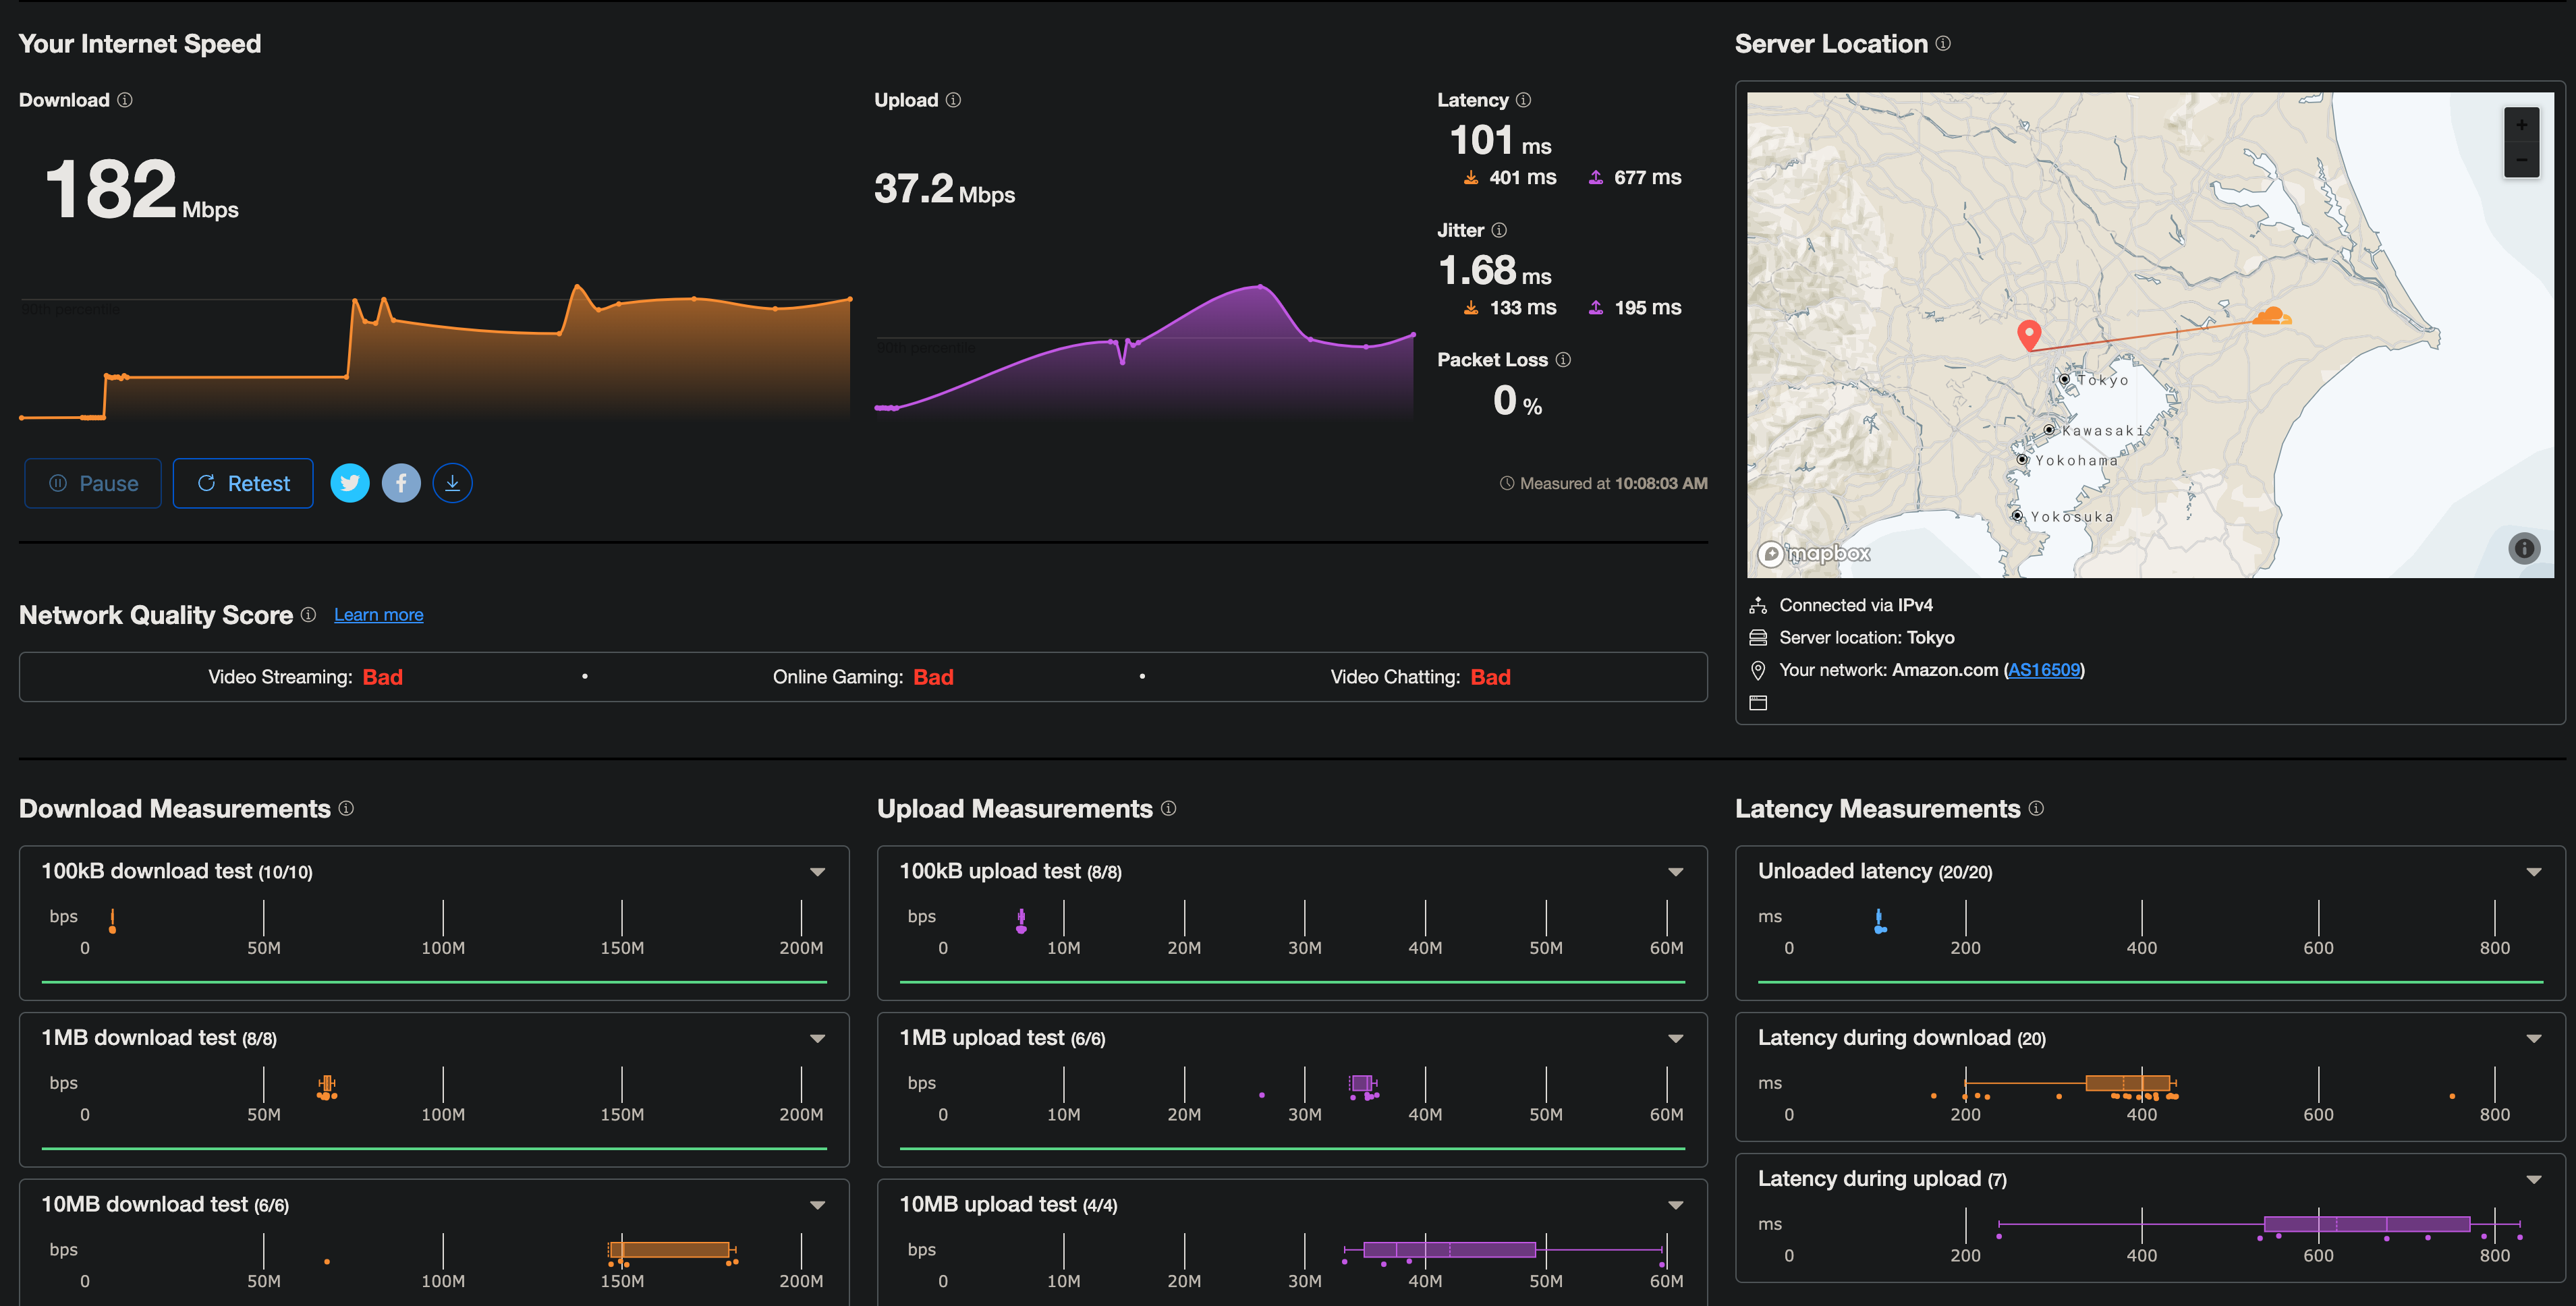 Your Internet Speed
Download
182 Mbps
90th percentile
Upload
37.2 Mbps
90th percentile
Latency
101 ms
401 ms 677 ms
Jitter
1.68 ms
133 ms 195 ms
Packet Loss
0 %
Pause Retest
Measured at 10:08:03 AM
Server Location
+
−
Tokyo
Kawasaki
Yokohama
Yokosuka
mapbox
Connected via IPv4
Server location: Tokyo
Your network: Amazon.com (AS16509)
Network Quality Score Learn more
Video Streaming: Bad • Online Gaming: Bad • Video Chatting: Bad
Download Measurements
100kB download test (10/10)
bps
0 50M 100M 150M 200M
1MB download test (8/8)
bps
0 50M 100M 150M 200M
10MB download test (6/6)
bps
0 50M 100M 150M 200M
Upload Measurements
100kB upload test (8/8)
bps
0 10M 20M 30M 40M 50M 60M
1MB upload test (6/6)
bps
0 10M 20M 30M 40M 50M 60M
10MB upload test (4/4)
bps
0 10M 20M 30M 40M 50M 60M
Latency Measurements
Unloaded latency (20/20)
ms
0 200 400 600 800
Latency during download (20)
ms
0 200 400 600 800
Latency during upload (7)
ms
0 200 400 600 800